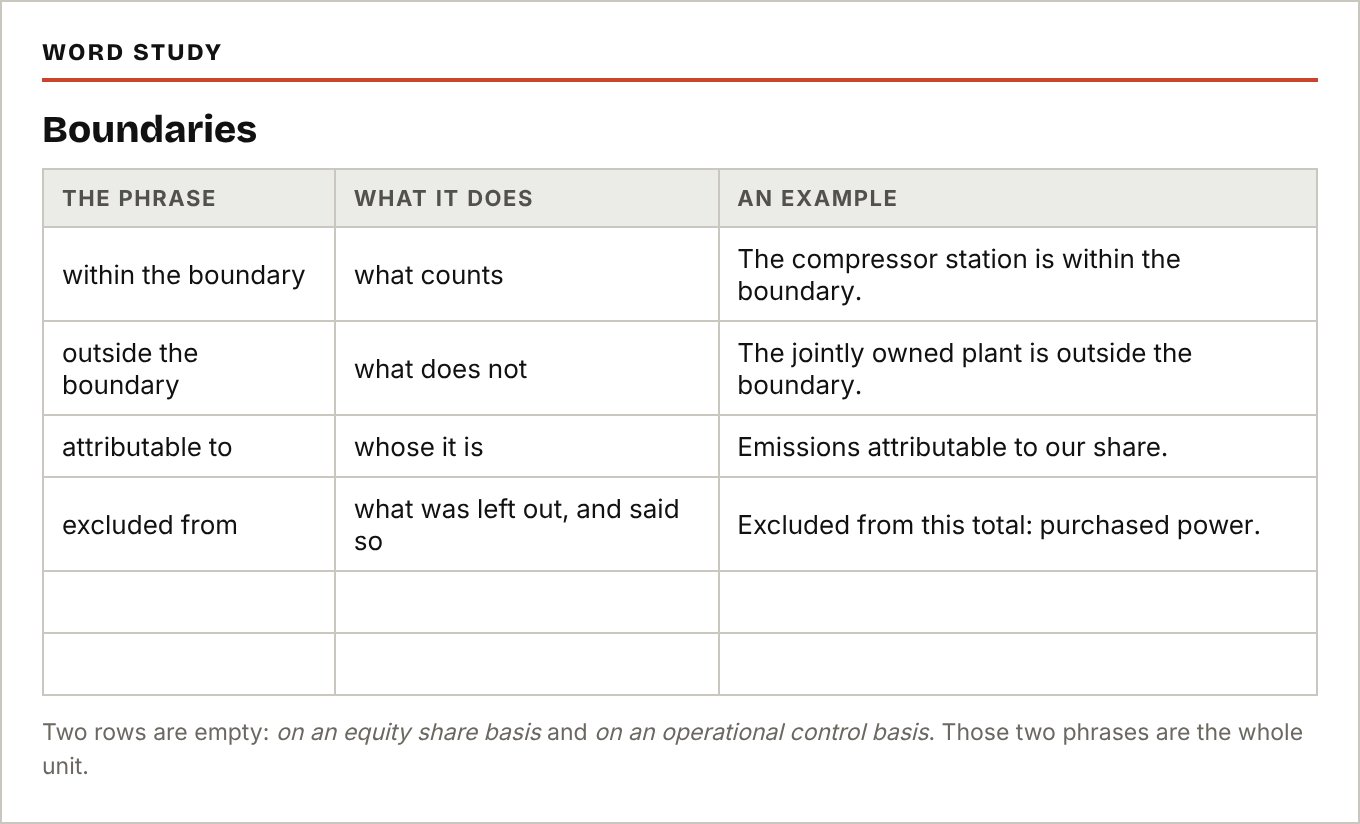 WORD STUDY
Boundaries
THE PHRASE WHAT IT DOES AN EXAMPLE
within the boundary what counts The compressor station is within the boundary.
outside the boundary what does not The jointly owned plant is outside the boundary.
attributable to whose it is Emissions attributable to our share.
excluded from what was left out, and said so Excluded from this total: purchased power.
Two rows are empty: on an equity share basis and on an operational control basis. Those two phrases are the whole
unit.